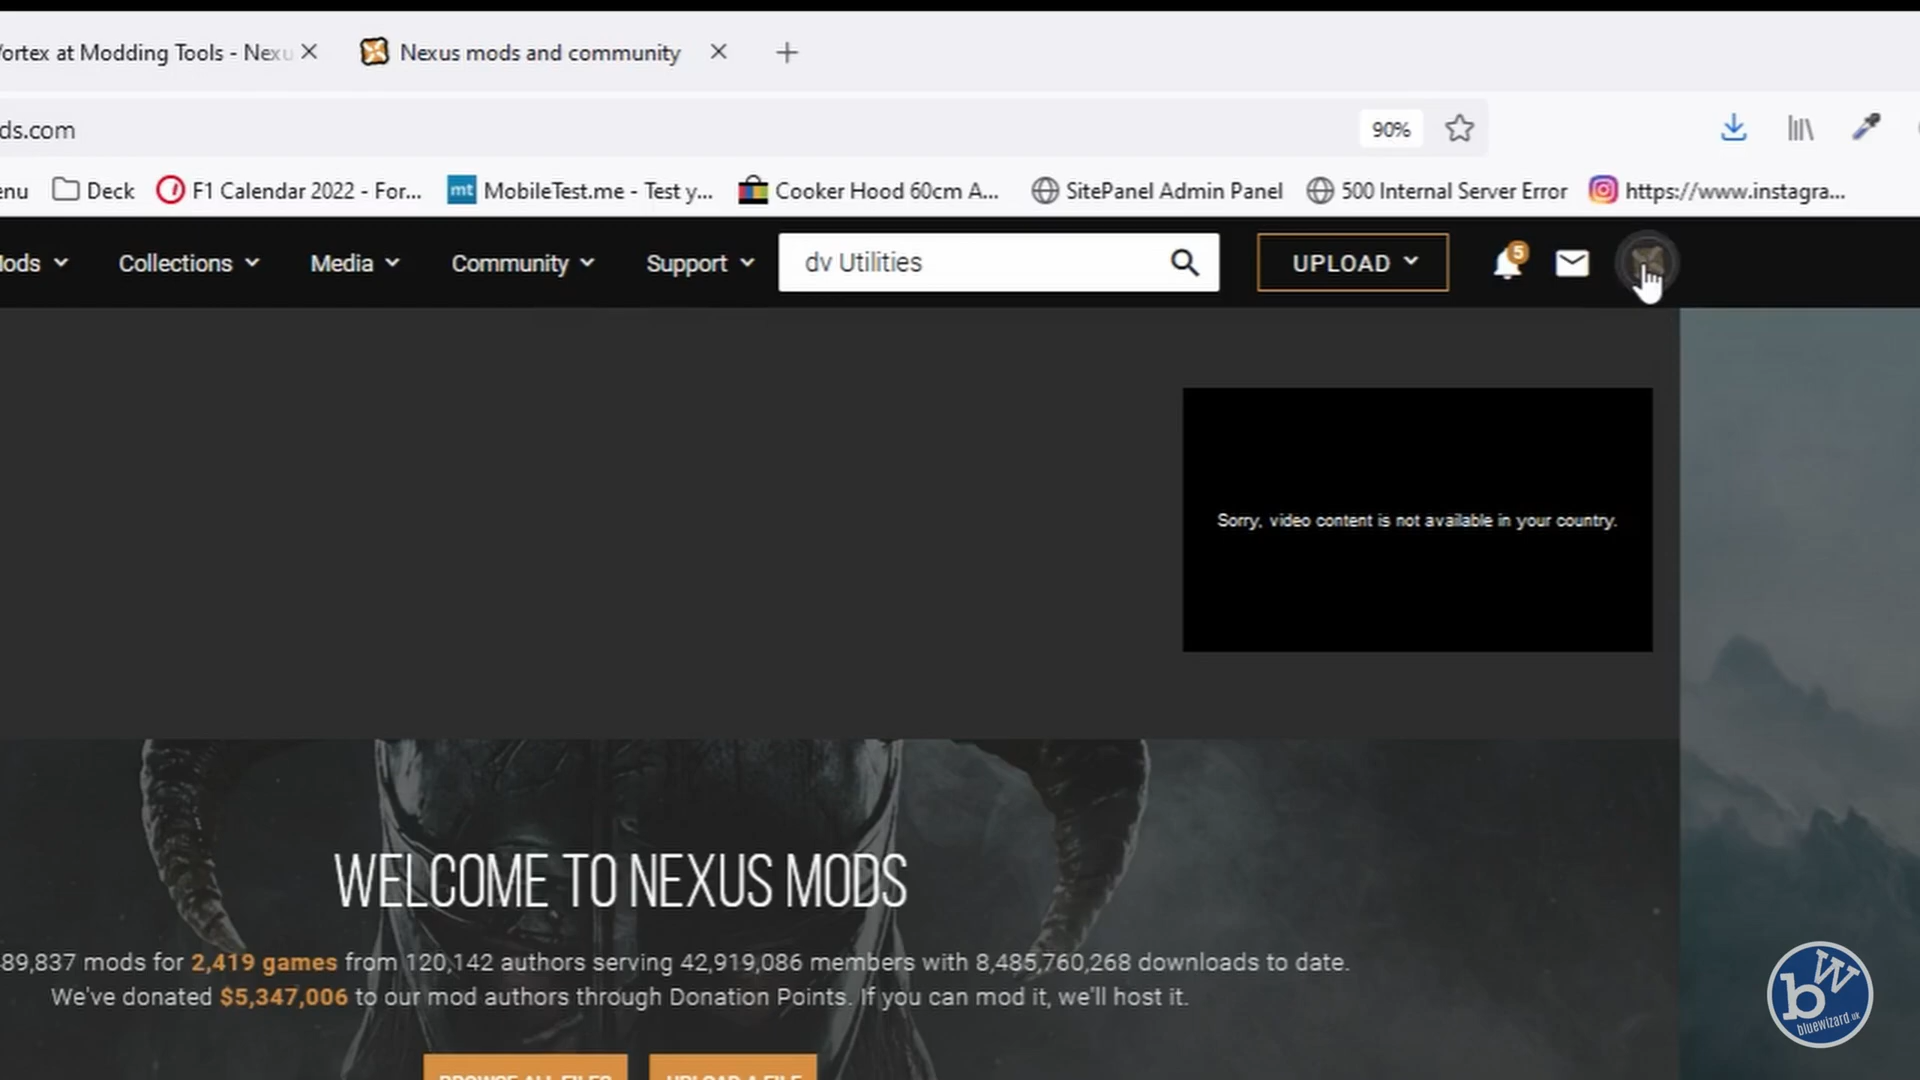 ortex at Modding Tools - Nexu
Nexus mods and community
ds.com
90%
enu
Deck
F1 Calendar 2022 - For...
mt
MobileTest.me - Test y...
Cooker Hood 60cm A...
SitePanel Admin Panel
500 Internal Server Error
https://www.instagra...
ods
Collections
Media
Community
Support
dv Utilities
UPLOAD
5
Sorry, video content is not available in your country.
WELCOME TO NEXUS MODS
89,837 mods for 2,419 games from 120,142 authors serving 42,919,086 members with 8,485,760,268 downloads to date.
We've donated $5,347,006 to our mod authors through Donation Points. If you can mod it, we'll host it.
BROWSE ALL FILES
UPLOAD A FILE
bW
bluewizard.uk